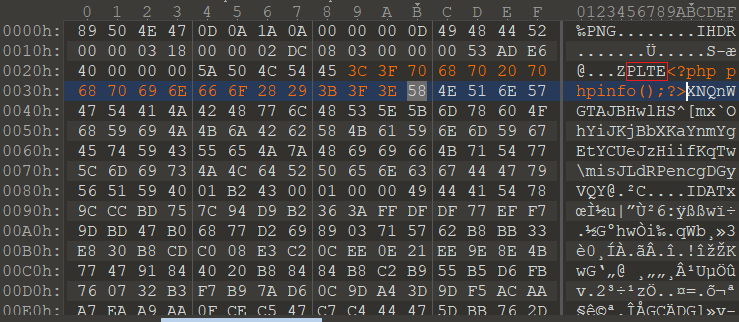 0 1 2 3 4 5 6 7 8 9 A B C D E F 0123456789ABCDEF
0000h: 89 50 4E 47 0D 0A 1A 0A 00 00 00 0D 49 48 44 52 ‰PNG........IHDR
0010h: 00 00 03 18 00 00 02 DC 08 03 00 00 00 53 AD E6 .......Ü.....S-æ
0020h: 40 00 00 00 5A 50 4C 54 45 3C 3F 70 68 70 20 70 @...ZPLTE<?php p
0030h: 68 70 69 6E 66 6F 28 29 3B 3F 3E 58 4E 51 6E 57 hpinfo();?>XNQnW
0040h: 47 54 41 4A 42 48 77 6C 48 53 5E 5B 6D 78 60 4F GTAJBHwlHS^[mx`O
0050h: 68 59 69 4A 4B 6A 42 62 58 4B 61 59 6E 6D 59 67 hYiJKjBbXKaYnmYg
0060h: 45 74 59 43 55 65 4A 7A 48 69 69 66 4B 71 54 77 EtYCUeJzHiifKqTw
0070h: 5C 6D 69 73 4A 4C 64 52 50 65 6E 63 67 44 47 79 \misJLdRPencgDGy
0080h: 56 51 59 40 01 B2 43 00 01 00 00 49 44 41 54 78 VQY@.²C....IDATx
0090h: 9C CC BD 75 7C 94 D9 B2 36 3A FF DF DF 77 EF F7 œÌ½u|”Ù²6:ÿßßwï÷
00A0h: 9D BD 47 B0 68 77 D2 69 89 03 71 57 62 B8 BB 33 .½G°hwÒi‰.qWb¸»3
00B0h: E8 30 B8 CD C0 08 E3 C2 0C EE 0E 21 EE 9E 8E 4B è0¸ÍÀ.ãÂ.î.!îžŽK
00C0h: 77 47 91 84 40 20 B8 84 84 B8 C2 B9 55 B5 D6 FB wG‘„@ ¸„„¸Â¹UµÖû
00D0h: 76 07 32 B3 F7 B9 7A D6 0C 9D A4 3D 9D F5 AC AA v.2³÷¹zÖ..¤=.õ¬ª
00E0h: A7 EA A9 AA 0F CE C5 47 C7 C4 44 47 5D BB 76 2D §ê©ª.ÎÅGÇÄDG]»v-